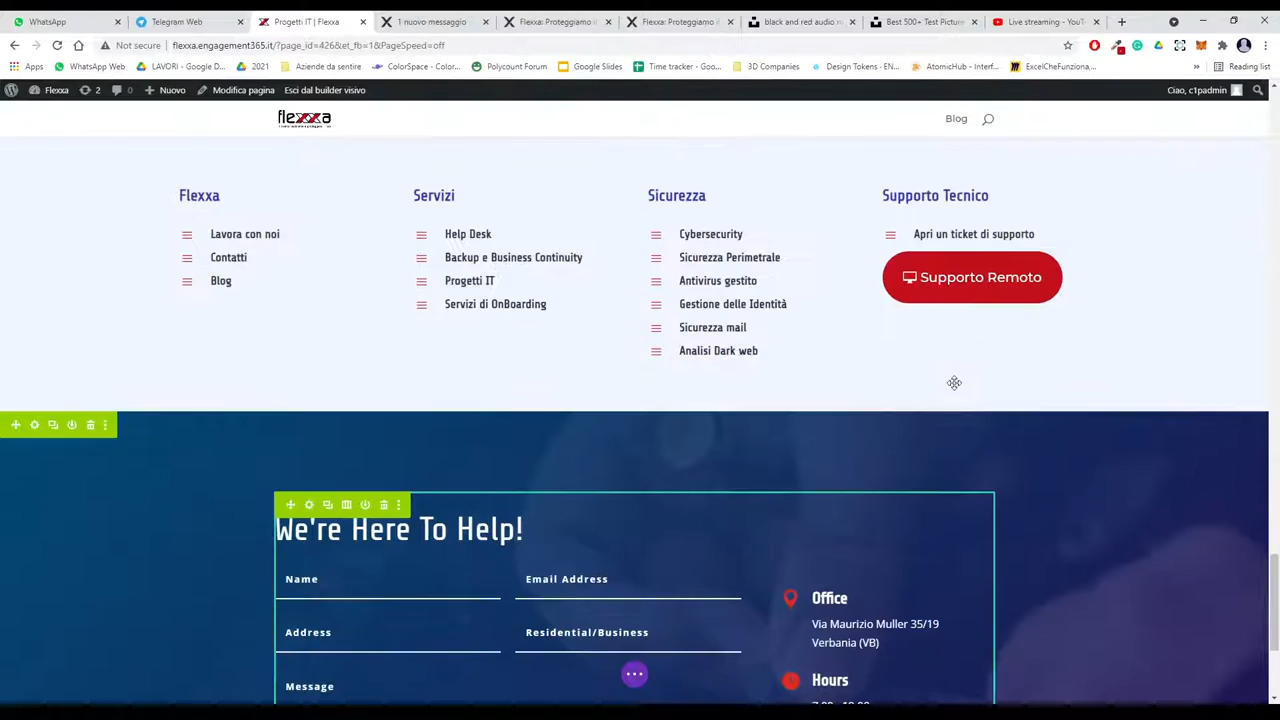 WhatsApp
Telegram Web
Progetti IT | Flexxa
1 nuovo messaggio
Flexxa: Proteggiamo i
Flexxa: Proteggiamo i
black and red audio
Best 500+ Test Picture
Live streaming - YouT
Not secure
flexxa.engagement365.it/?page_id=426&et_fb=1&PageSpeed=off
Apps
WhatsApp Web
LAVORI - Google D...
2021
Aziende da sentire
ColorSpace - Color...
Polycount Forum
Google Slides
Time tracker - Goo...
3D Companies
Design Tokens - EN...
AtomicHub - Interf...
ExcelCheFunziona,...
Reading list
Flexxa
2
0
Nuovo
Modifica pagina
Esci dal builder visivo
Ciao, c1padmin
flexxa
Blog
Flexxa
Lavora con noi
Contatti
Blog
Servizi
Help Desk
Backup e Business Continuity
Progetti IT
Servizi di OnBoarding
Sicurezza
Cybersecurity
Sicurezza Perimetrale
Antivirus gestito
Gestione delle Identità
Sicurezza mail
Analisi Dark web
Supporto Tecnico
Apri un ticket di supporto
Supporto Remoto
We're Here To Help!
Name
Email Address
Address
Residential/Business
Message
Office
Via Maurizio Muller 35/19
Verbania (VB)
Hours